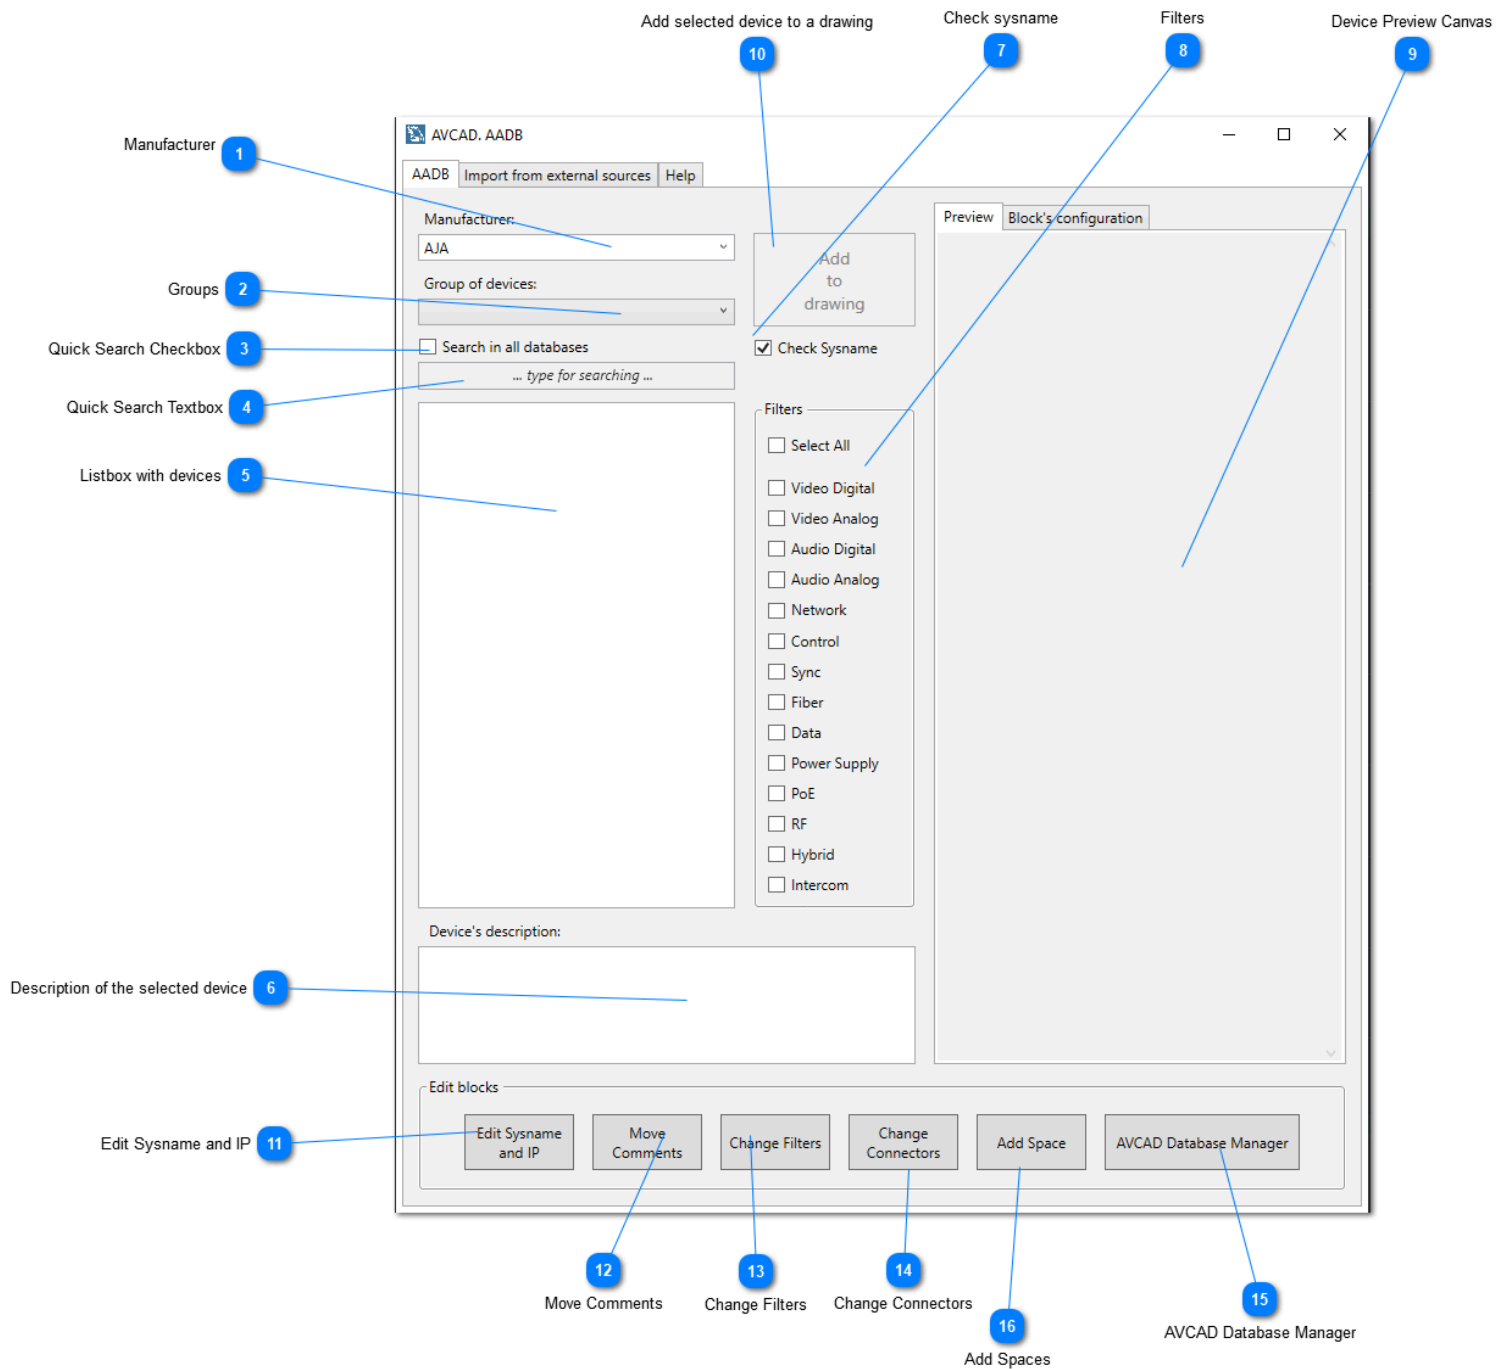 Add selected device to a drawing
10
Check sysname
7
Filters
8
Device Preview Canvas
9
Manufacturer
1
Groups
2
Quick Search Checkbox
3
Quick Search Textbox
4
Listbox with devices
5
Description of the selected device
6
Edit Sysname and IP
11
AVCAD. AADB
AADB
Import from external sources
Help
Manufacturer:
AJA
Group of devices:
Search in all databases
... type for searching ...
Add
to
drawing
Check Sysname
Filters
Select All
Video Digital
Video Analog
Audio Digital
Audio Analog
Network
Control
Sync
Fiber
Data
Power Supply
PoE
RF
Hybrid
Intercom
Preview
Block's configuration
Device's description:
Edit blocks
Edit Sysname
and IP
Move
Comments
Change Filters
Change
Connectors
Add Space
AVCAD Database Manager
12
Move Comments
13
Change Filters
14
Change Connectors
16
Add Spaces
15
AVCAD Database Manager